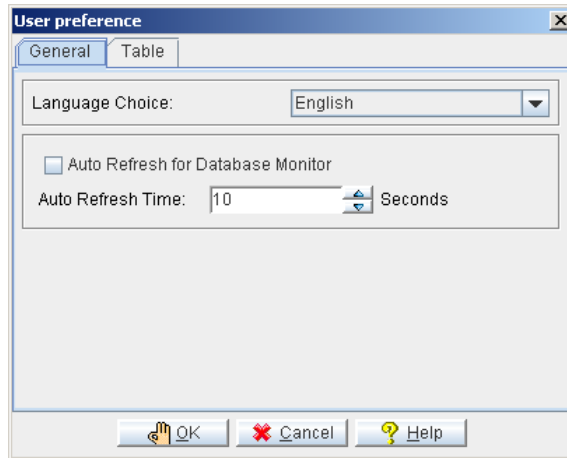 User preference
General Table
Language Choice: English
Auto Refresh for Database Monitor
Auto Refresh Time: 10 Seconds
OK Cancel Help